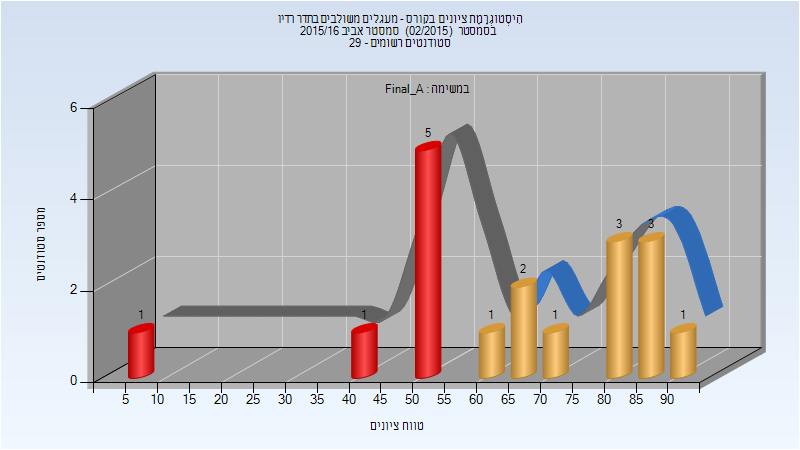 היסטוגרמת ציונים בקורס - מעגלים משולבים בתדר רדיו
בסמסטר (02/2015) סמסטר אביב 2015/16
סטודנטים רשומים - 29
במשימה : Final_A
מספר סטודנטים
6
4
2
0
1
1
5
1
2
1
3
3
1
5 10 15 20 25 30 35 40 45 50 55 60 65 70 75 80 85 90
טווח ציונים